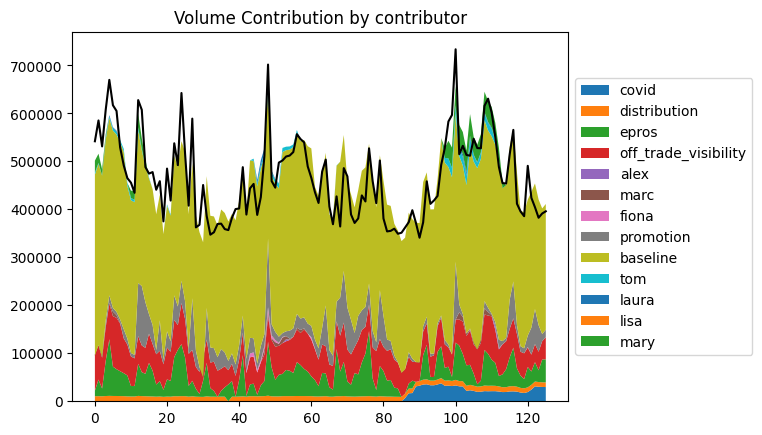 Volume Contribution by contributor
700000
600000
500000
400000
300000
200000
100000
0
0 20 40 60 80 100 120
covid
distribution
epros
off_trade_visibility
alex
marc
fiona
promotion
baseline
tom
laura
lisa
mary